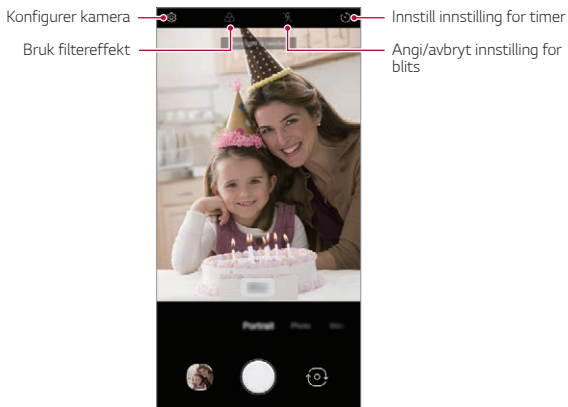 Konfigurer kamera
Innstill innstilling for timer
Bruk filtereffekt
Angi/avbryt innstilling for
blits
Portrait
Photo